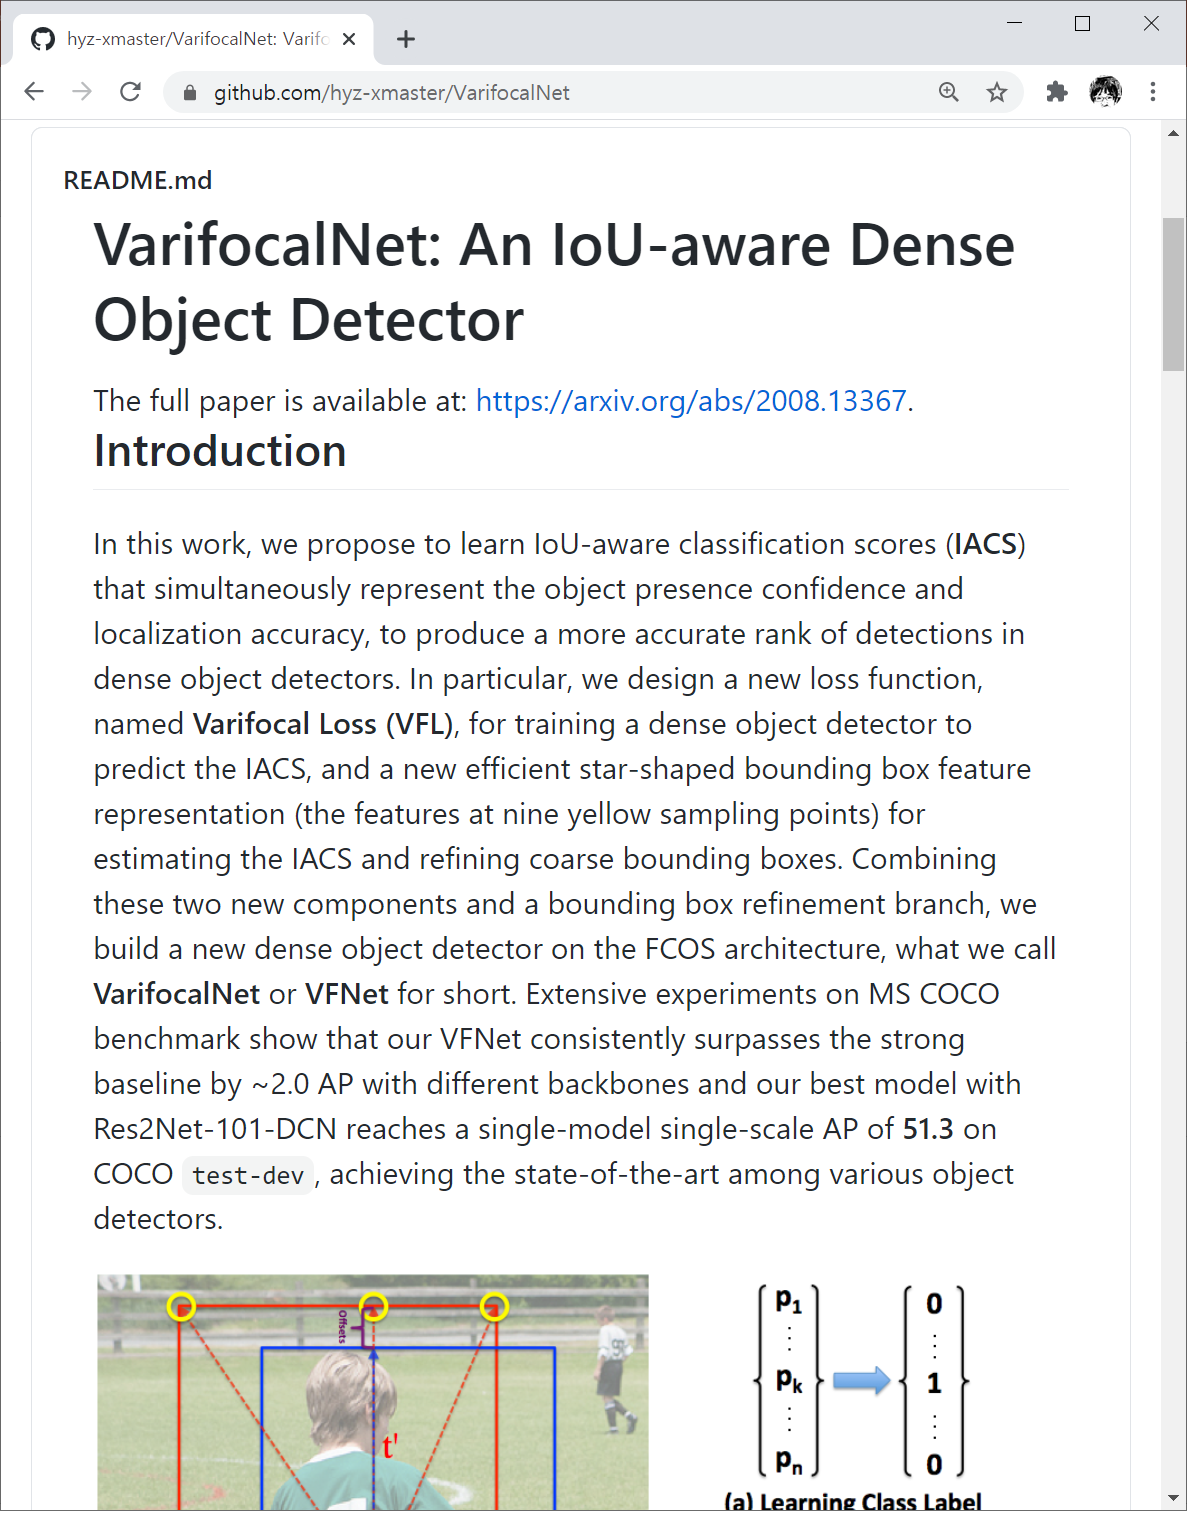 hyz-xmaster/VarifocalNet: Varifo
github.com/hyz-xmaster/VarifocalNet
README.md
VarifocalNet: An IoU-aware Dense
Object Detector
The full paper is available at: https://arxiv.org/abs/2008.13367.
Introduction
In this work, we propose to learn IoU-aware classification scores (IACS)
that simultaneously represent the object presence confidence and
localization accuracy, to produce a more accurate rank of detections in
dense object detectors. In particular, we design a new loss function,
named Varifocal Loss (VFL), for training a dense object detector to
predict the IACS, and a new efficient star-shaped bounding box feature
representation (the features at nine yellow sampling points) for
estimating the IACS and refining coarse bounding boxes. Combining
these two new components and a bounding box refinement branch, we
build a new dense object detector on the FCOS architecture, what we call
VarifocalNet or VFNet for short. Extensive experiments on MS COCO
benchmark show that our VFNet consistently surpasses the strong
baseline by ~2.0 AP with different backbones and our best model with
Res2Net-101-DCN reaches a single-model single-scale AP of 51.3 on
COCO test-dev, achieving the state-of-the-art among various object
detectors.
Offsets
t'
p1 0
⋮ ⋮
pk 1
⋮ ⋮
pn 0
(a) Learning Class Label